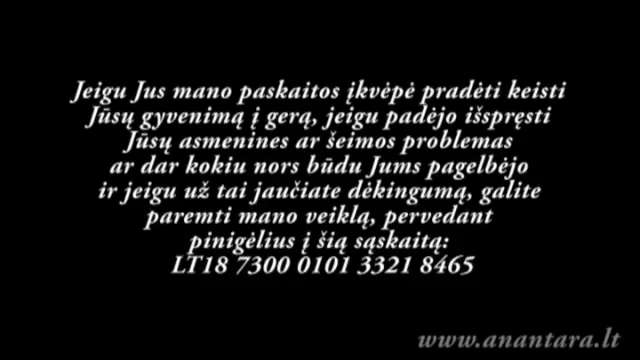 Jeigu Jus mano paskaitos įkvėpė pradėti keisti
Jūsų gyvenimą į gerą, jeigu padėjo išspręsti
Jūsų asmenines ar šeimos problemas
ar dar kokiu nors būdu Jums pagelbėjo
ir jeigu už tai jaučiate dėkingumą, galite
paremti mano veiklą, pervedant
pinigėlius į šią sąskaitą:
LT18 7300 0101 3321 8465
www.anantara.lt